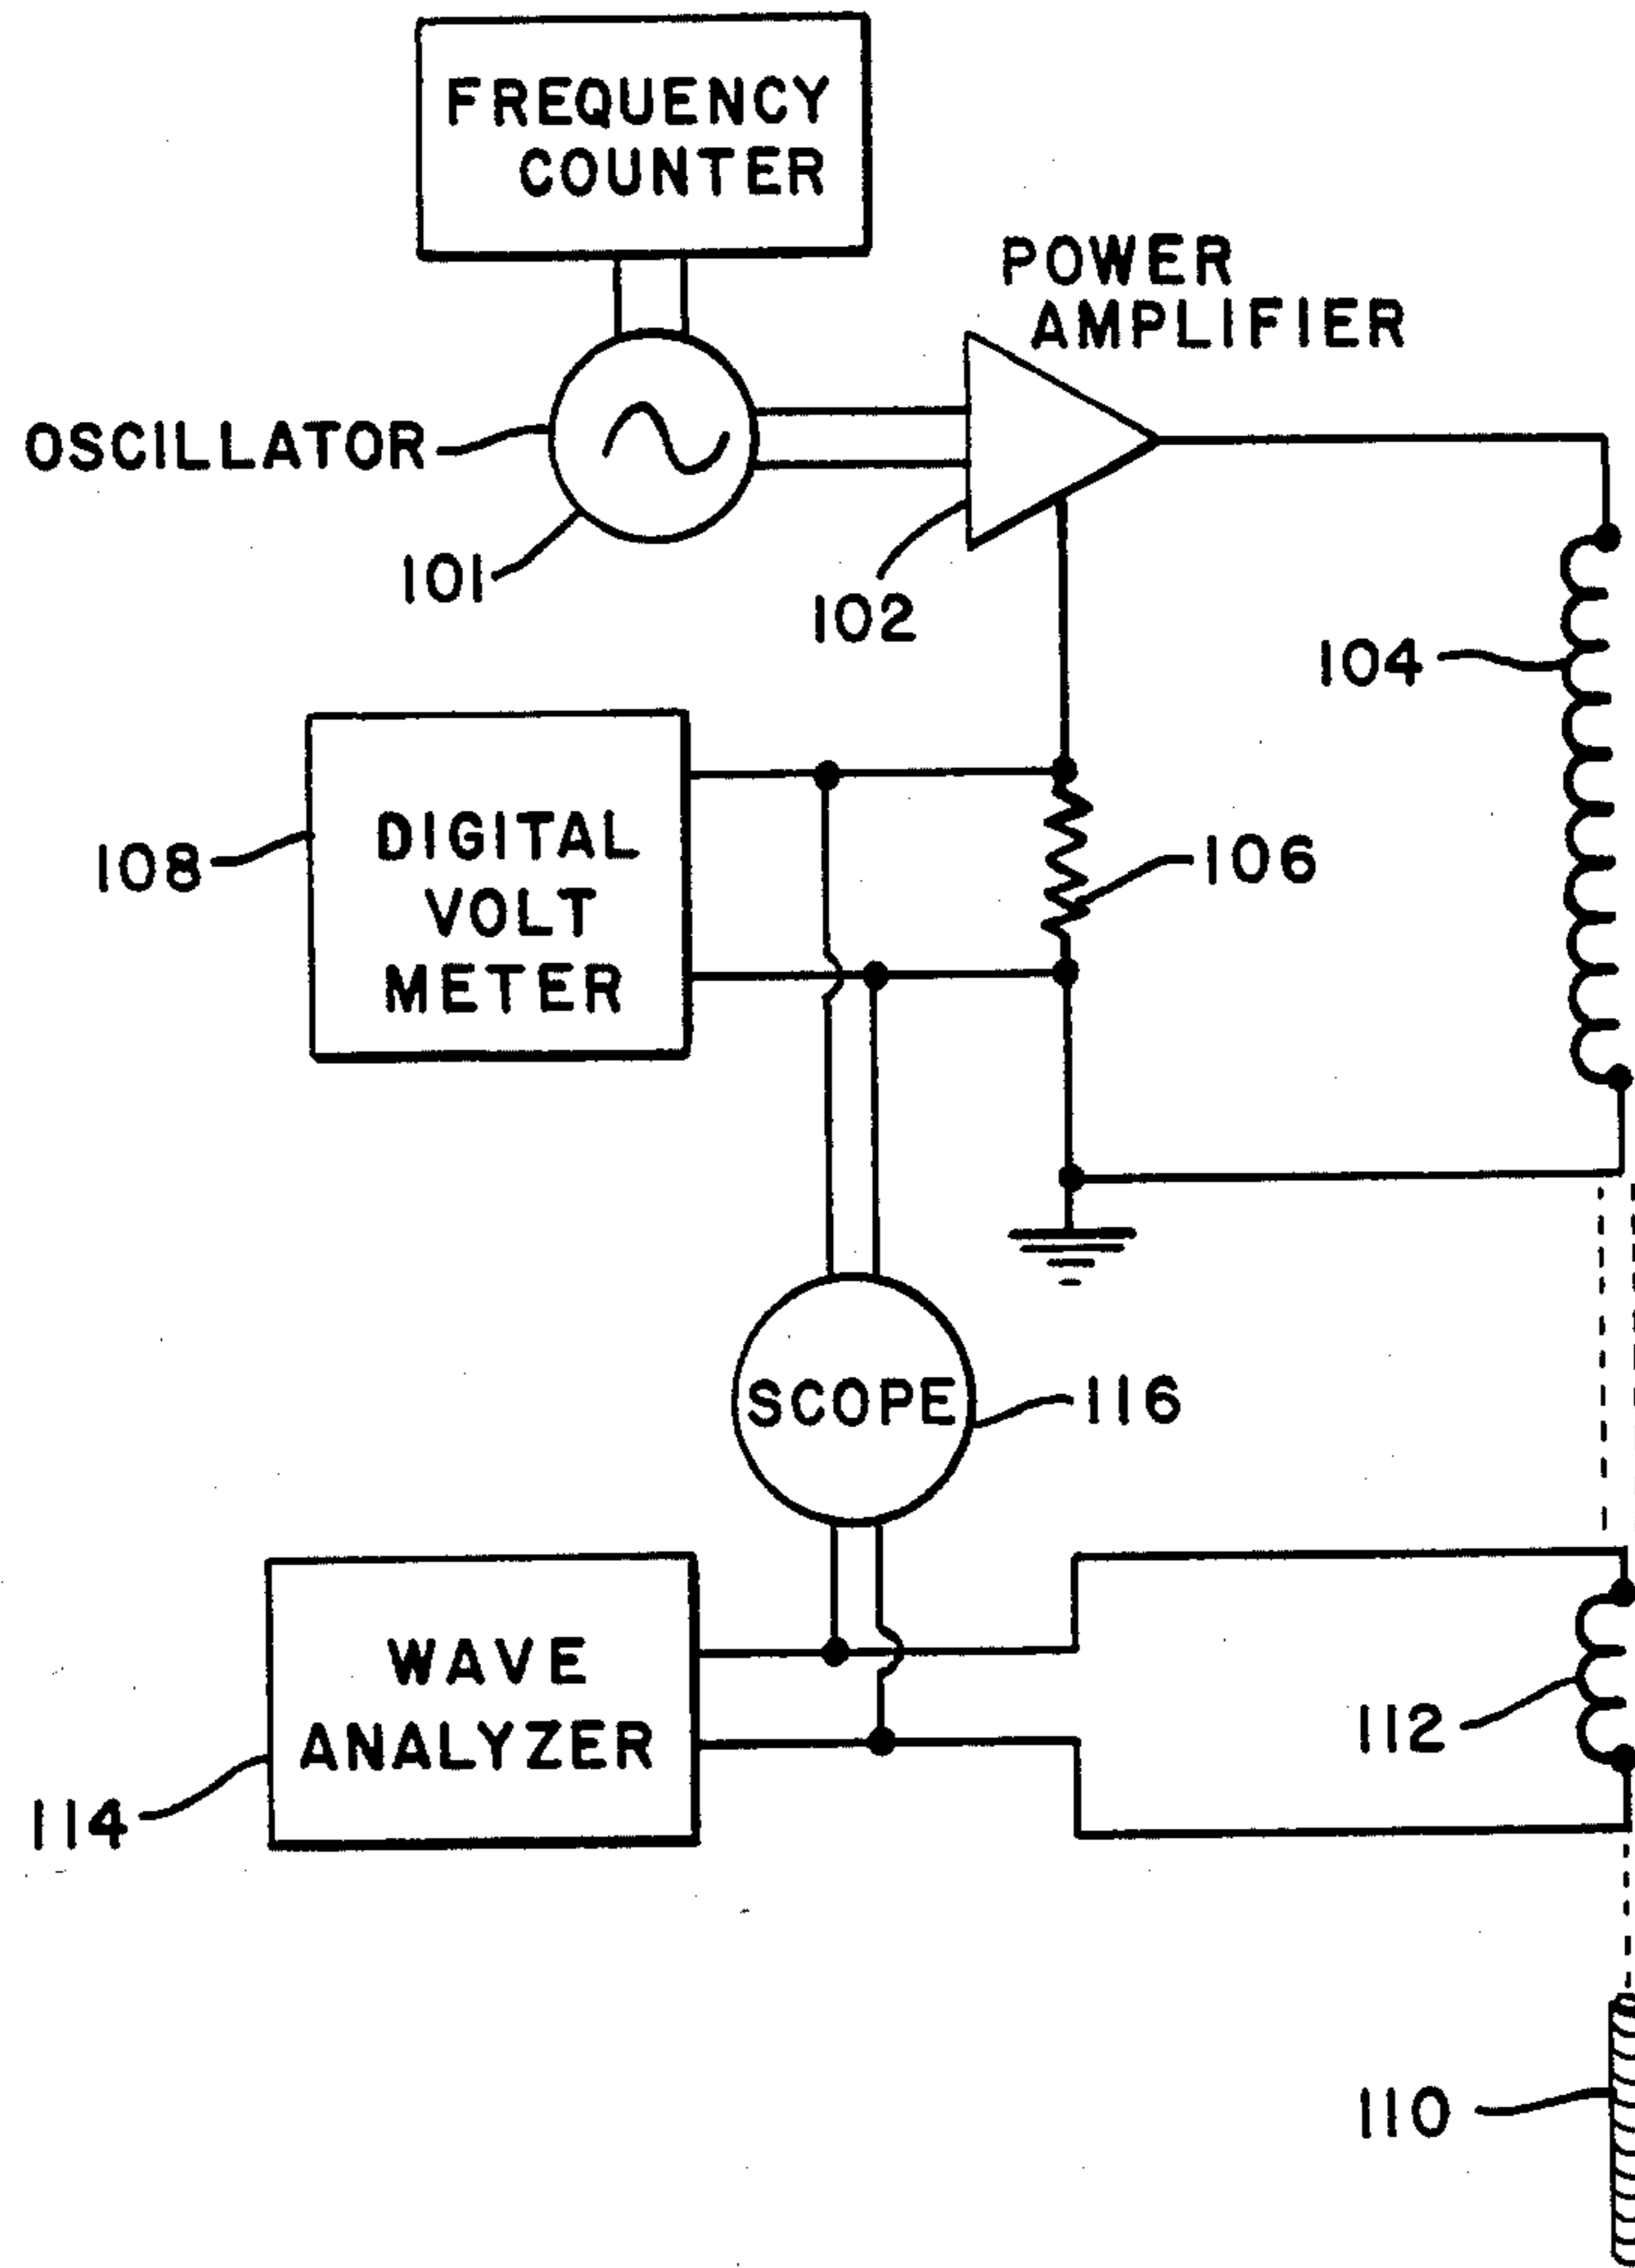 FREQUENCY
COUNTER
POWER
AMPLIFIER
OSCILLATOR
101
102
104
DIGITAL
VOLT
METER
108
106
SCOPE
116
WAVE
ANALYZER
112
114
110